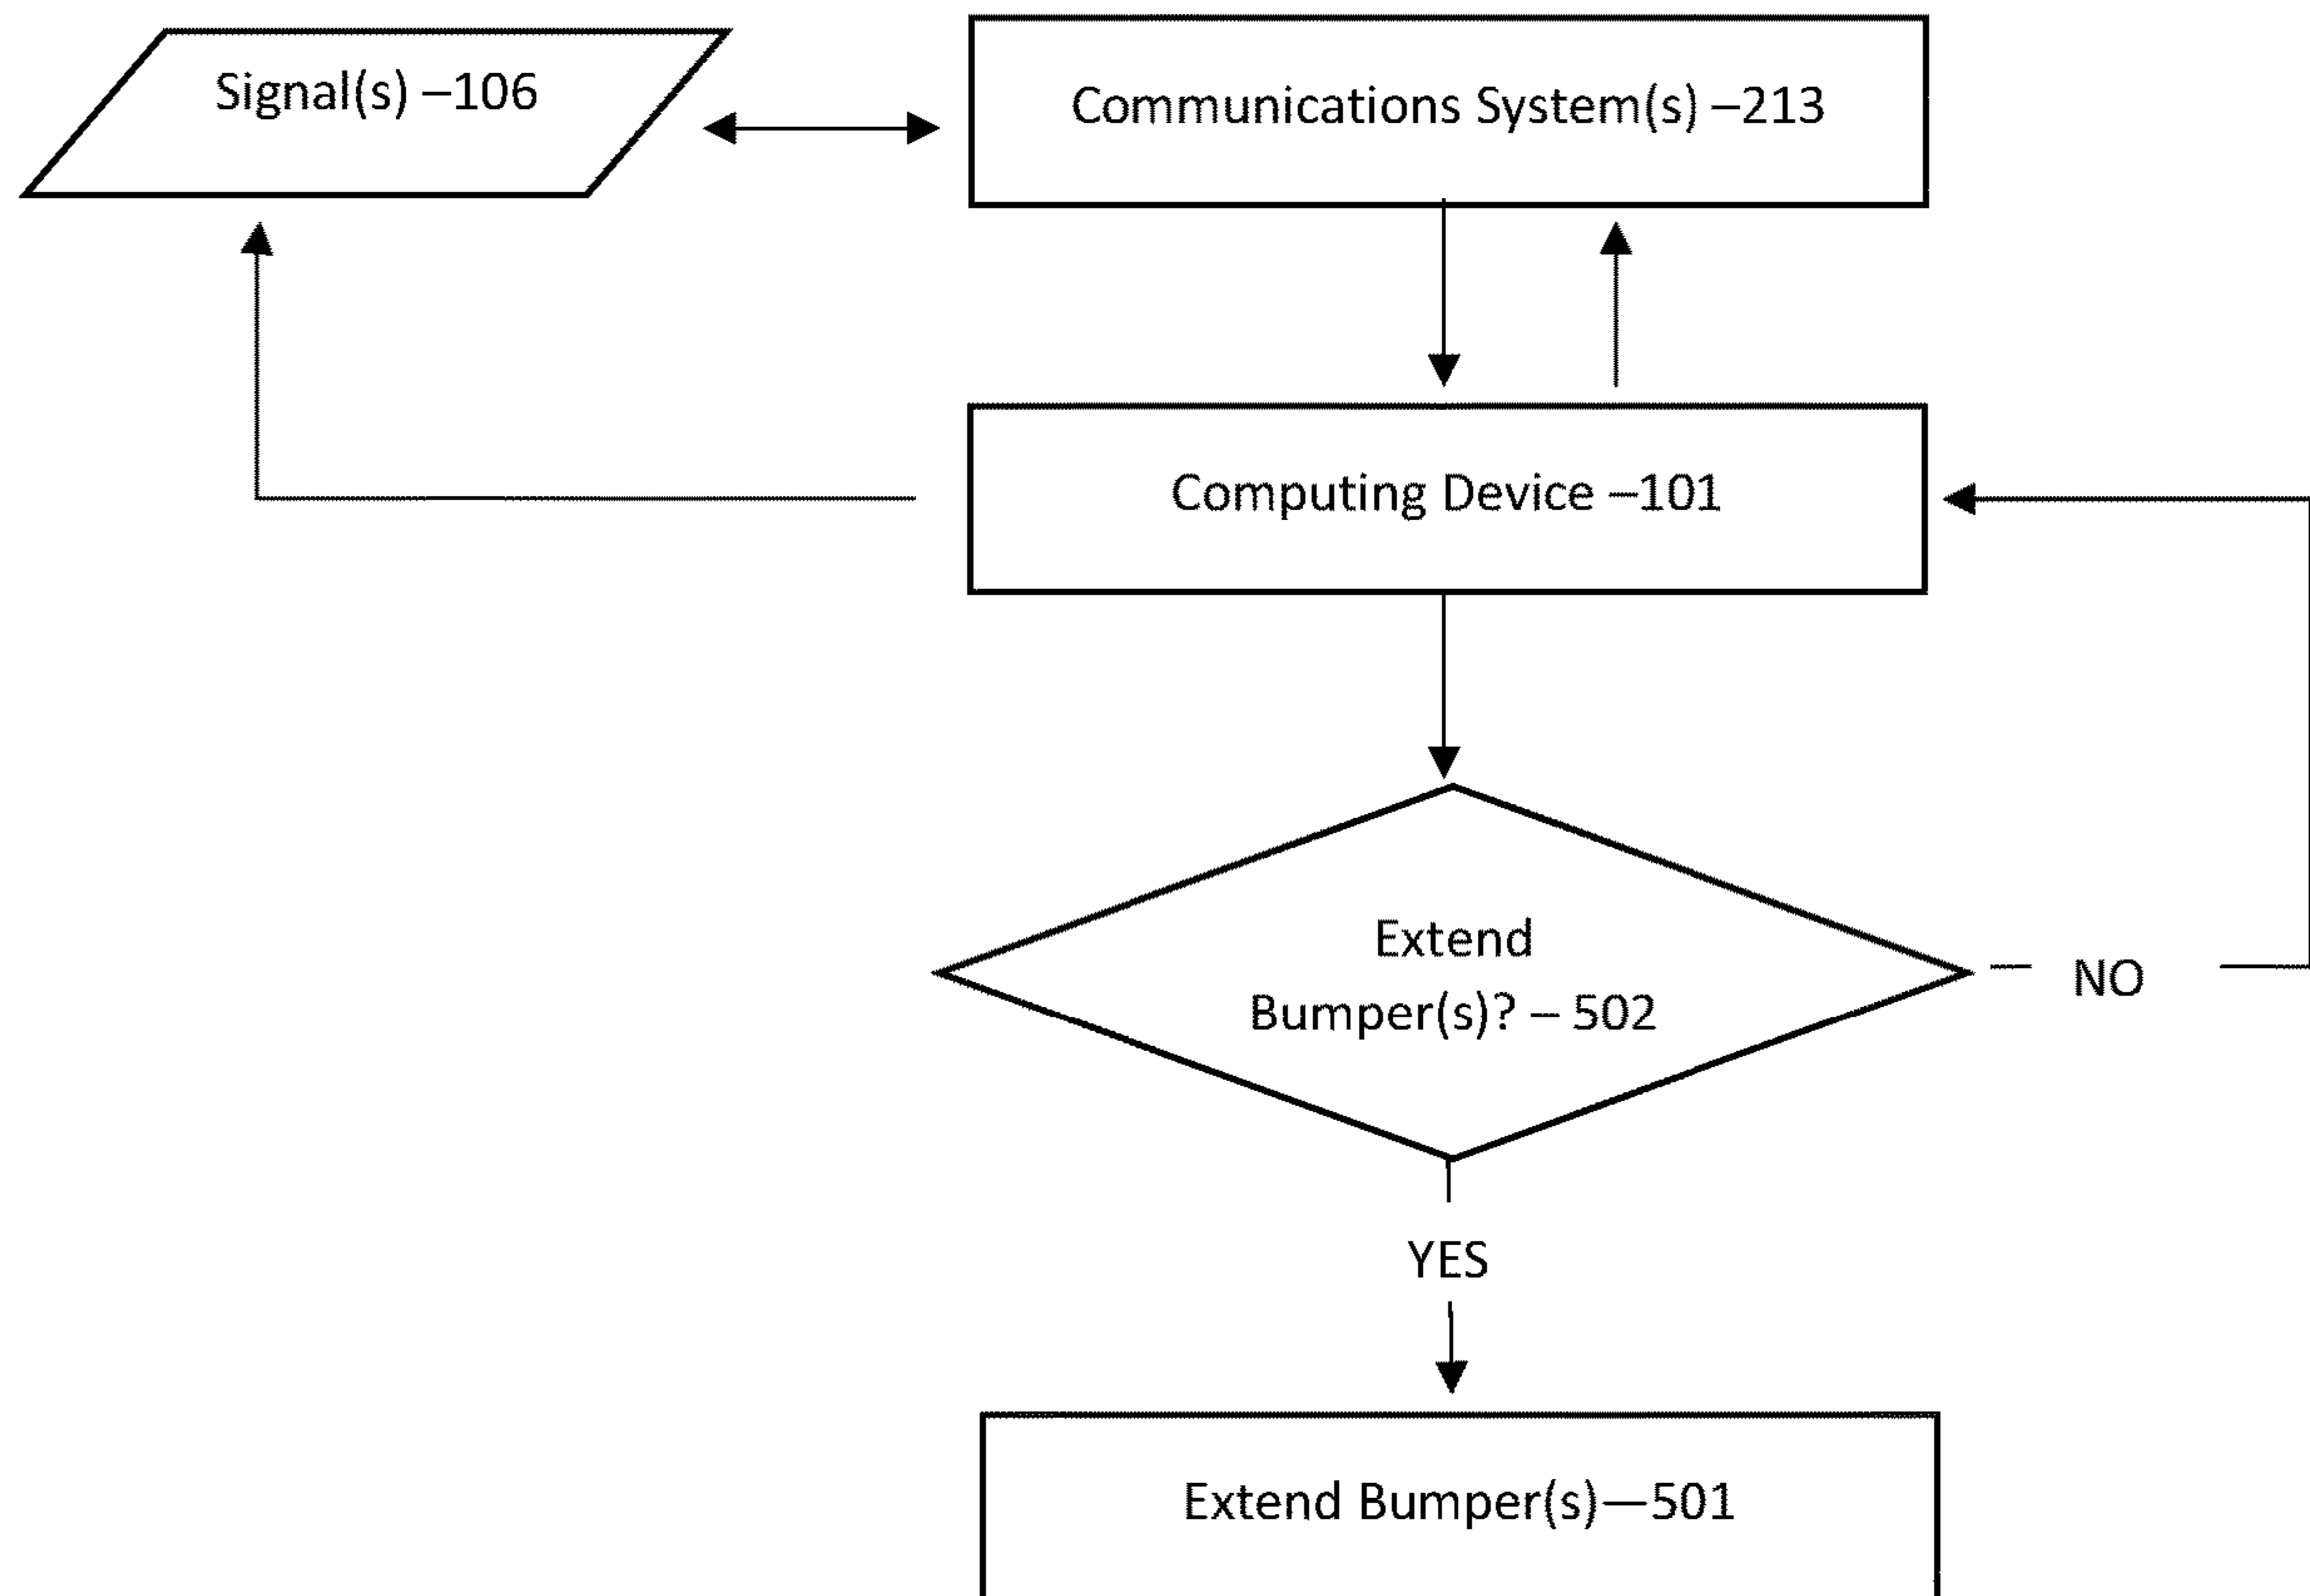 Signal(s) –106
Communications System(s) –213
Computing Device –101
Extend
Bumper(s)? – 502
NO
YES
Extend Bumper(s)—501